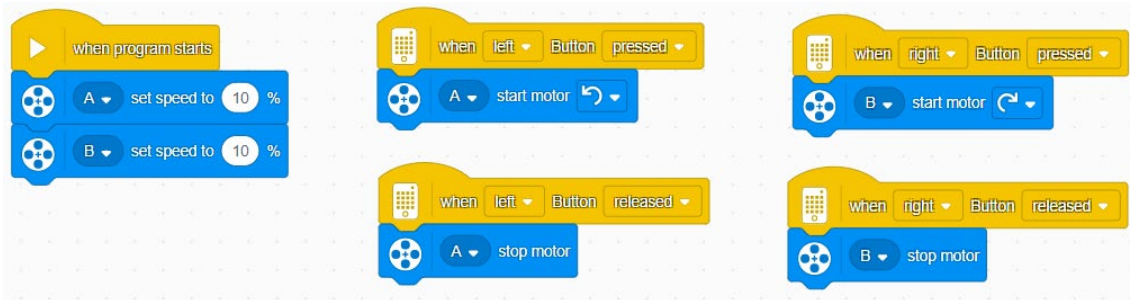 when program starts
A set speed to 10 %
B set speed to 10 %
when left Button pressed
A start motor
when left Button released
A stop motor
when right Button pressed
B start motor
when right Button released
B stop motor